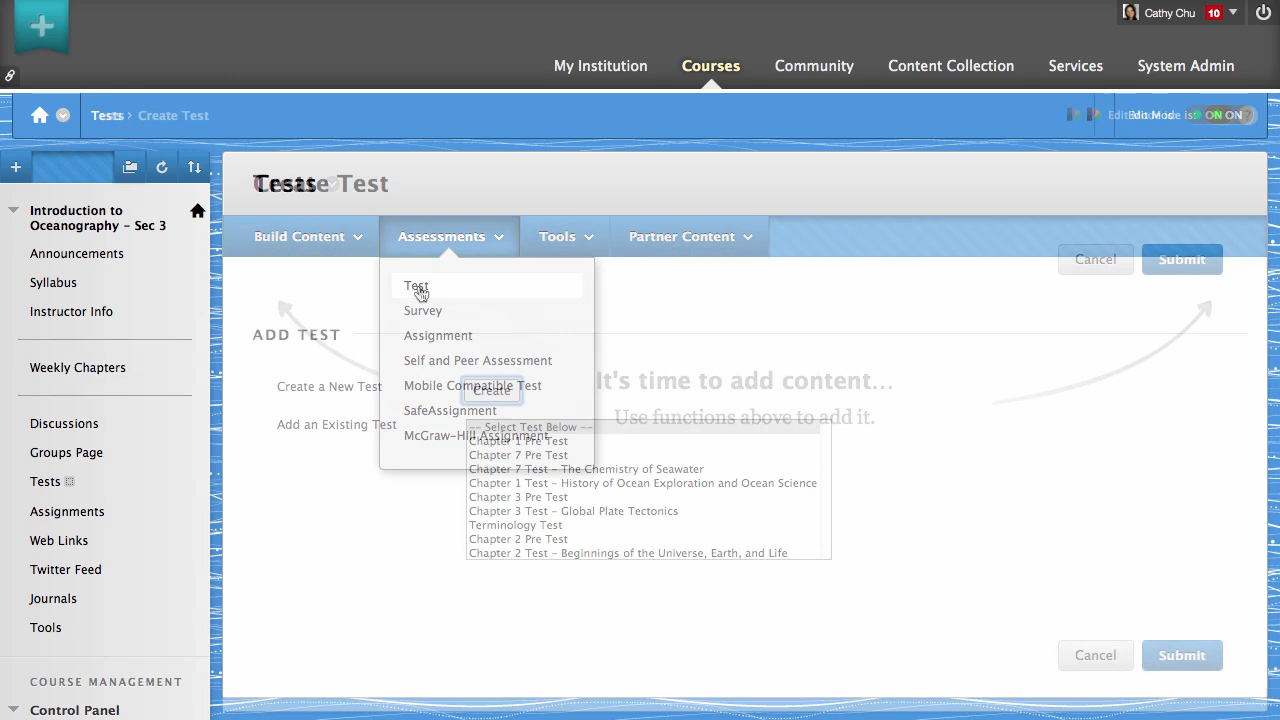 Cathy Chu 10
My Institution Courses Community Content Collection Services System Admin
Tests > Create Test
ON ON
Tests
Create Test
Build Content Assessments Tools Partner Content
Cancel Submit
Introduction to
Oceanography - Sec 3
Announcements
Syllabus
Instructor Info
Weekly Chapters
Discussions
Groups Page
Tests
Assignments
Web Links
Twitter Feed
Journals
Tools
COURSE MANAGEMENT
Control Panel
Test
Survey
Assignment
Self and Peer Assessment
Mobile Compatible Test
SafeAssignment
McGraw-Hill Assignment
ADD TEST
Create a New Test
Create
Add an Existing Test
It's time to add content...
Use functions above to add it.
-- Select Test Below --
Chapter 1 Pre Test
Chapter 7 Pre Test
Chapter 7 Test - The Chemistry of Seawater
Chapter 1 Test - History of Ocean Exploration and Ocean Science
Chapter 3 Pre Test
Chapter 3 Test - Global Plate Tectonics
Terminology Test
Chapter 2 Pre Test
Chapter 2 Test - Beginnings of the Universe, Earth, and Life
Cancel Submit